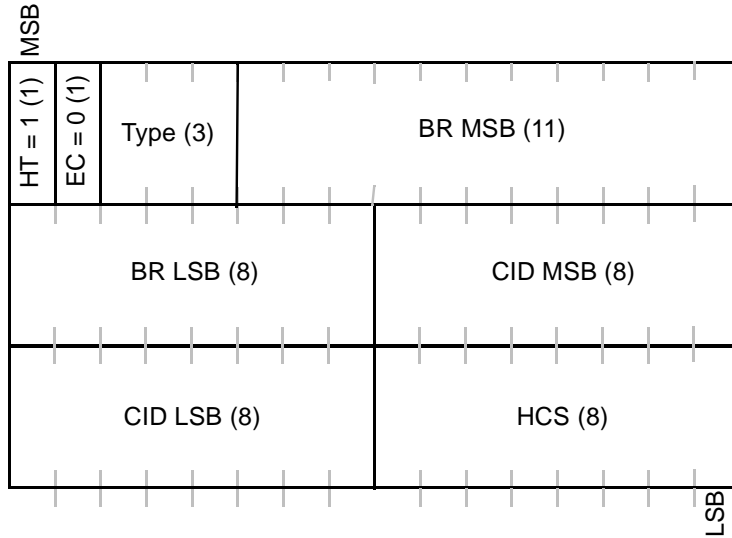 MSB
HT = 1 (1)
EC = 0 (1)
Type (3)
BR MSB (11)
BR LSB (8)
CID MSB (8)
CID LSB (8)
HCS (8)
LSB